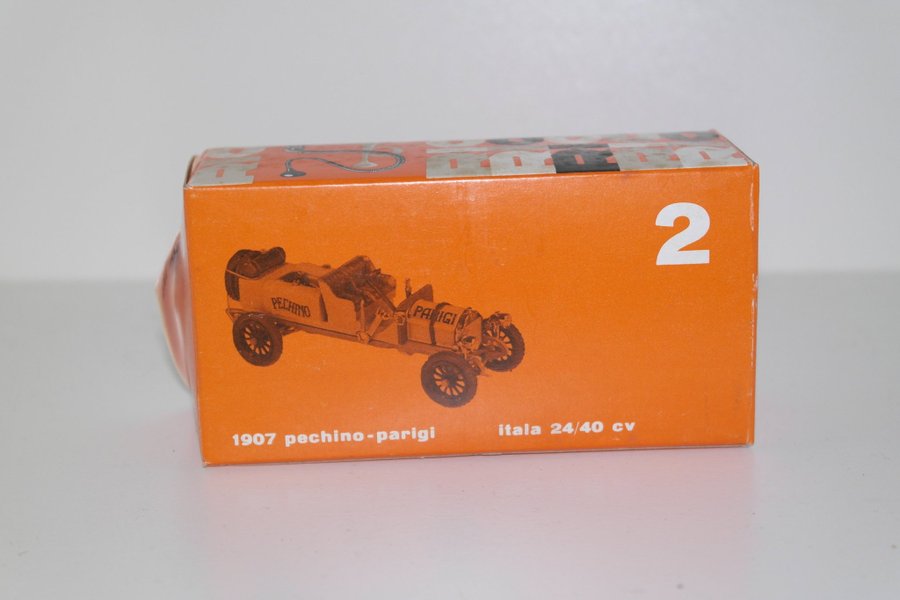 2
PECHINO
PARIGI
1907 pechino-parigi
itala 24/40 cv